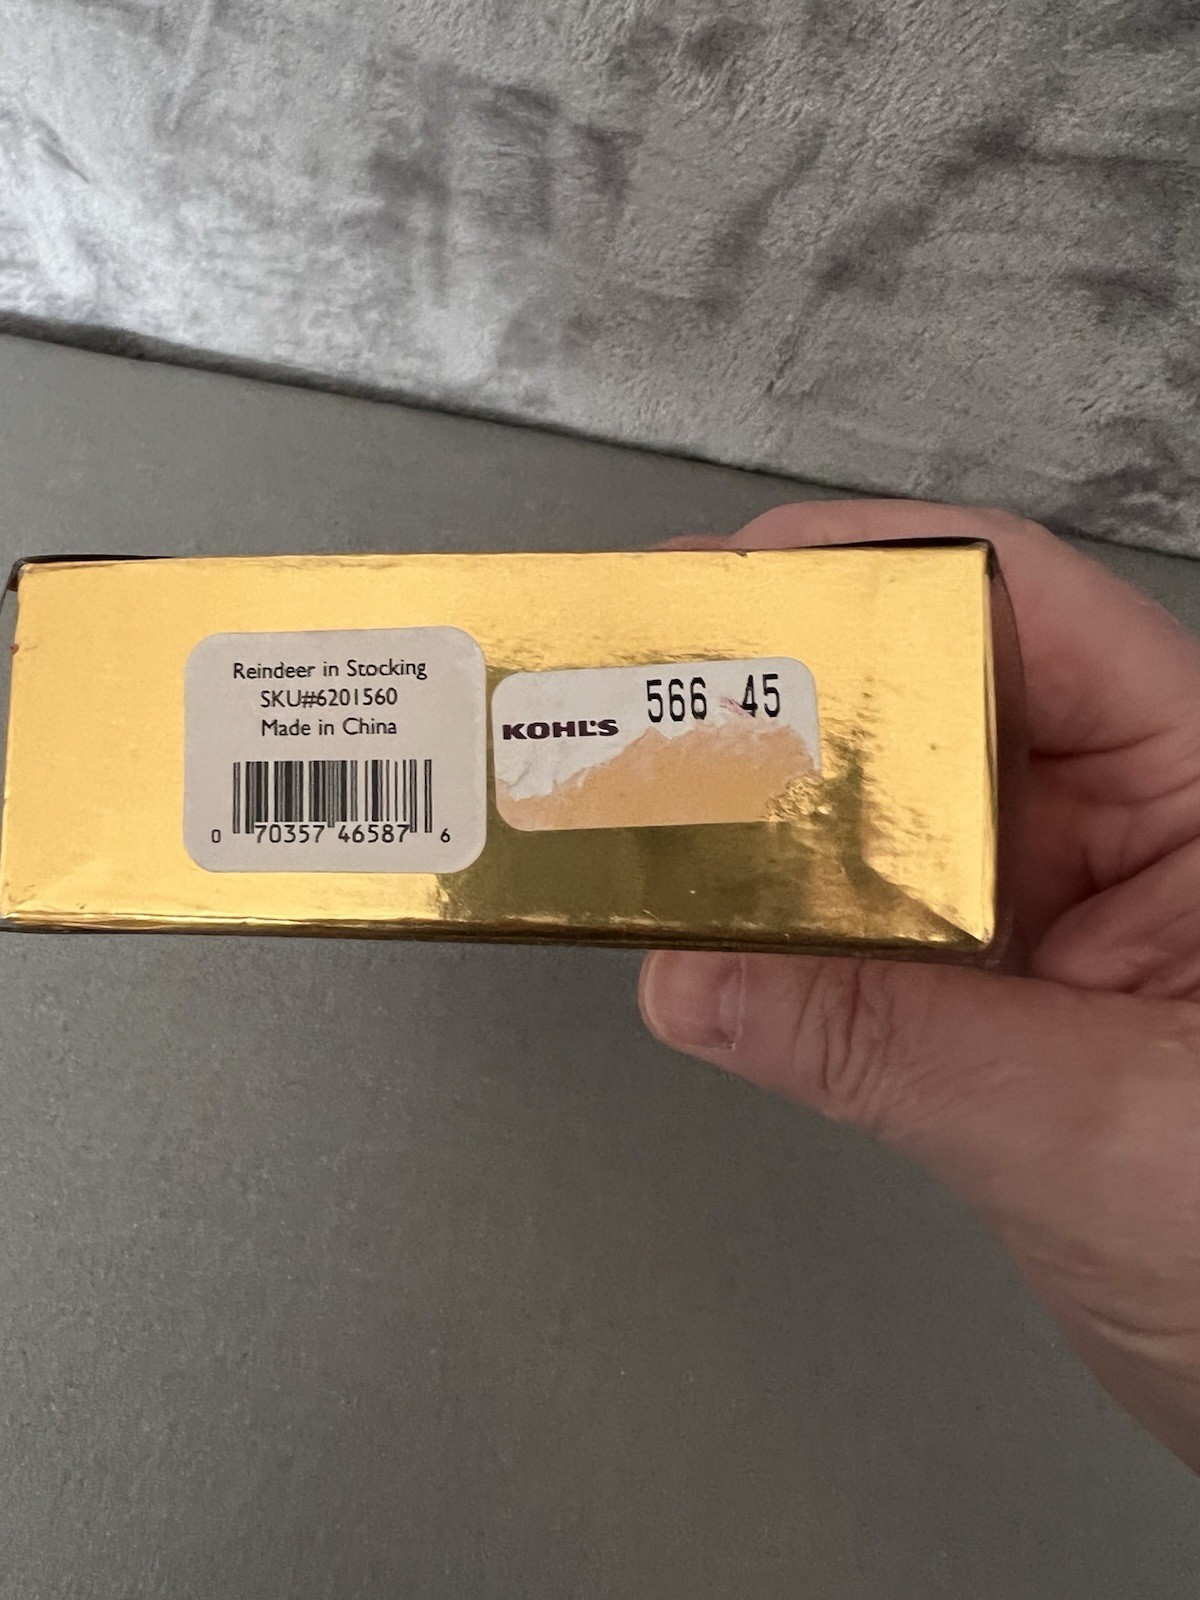 Reindeer in Stocking
SKU#6201560
Made in China
0 70357 46587 6
KOHL'S 566 45